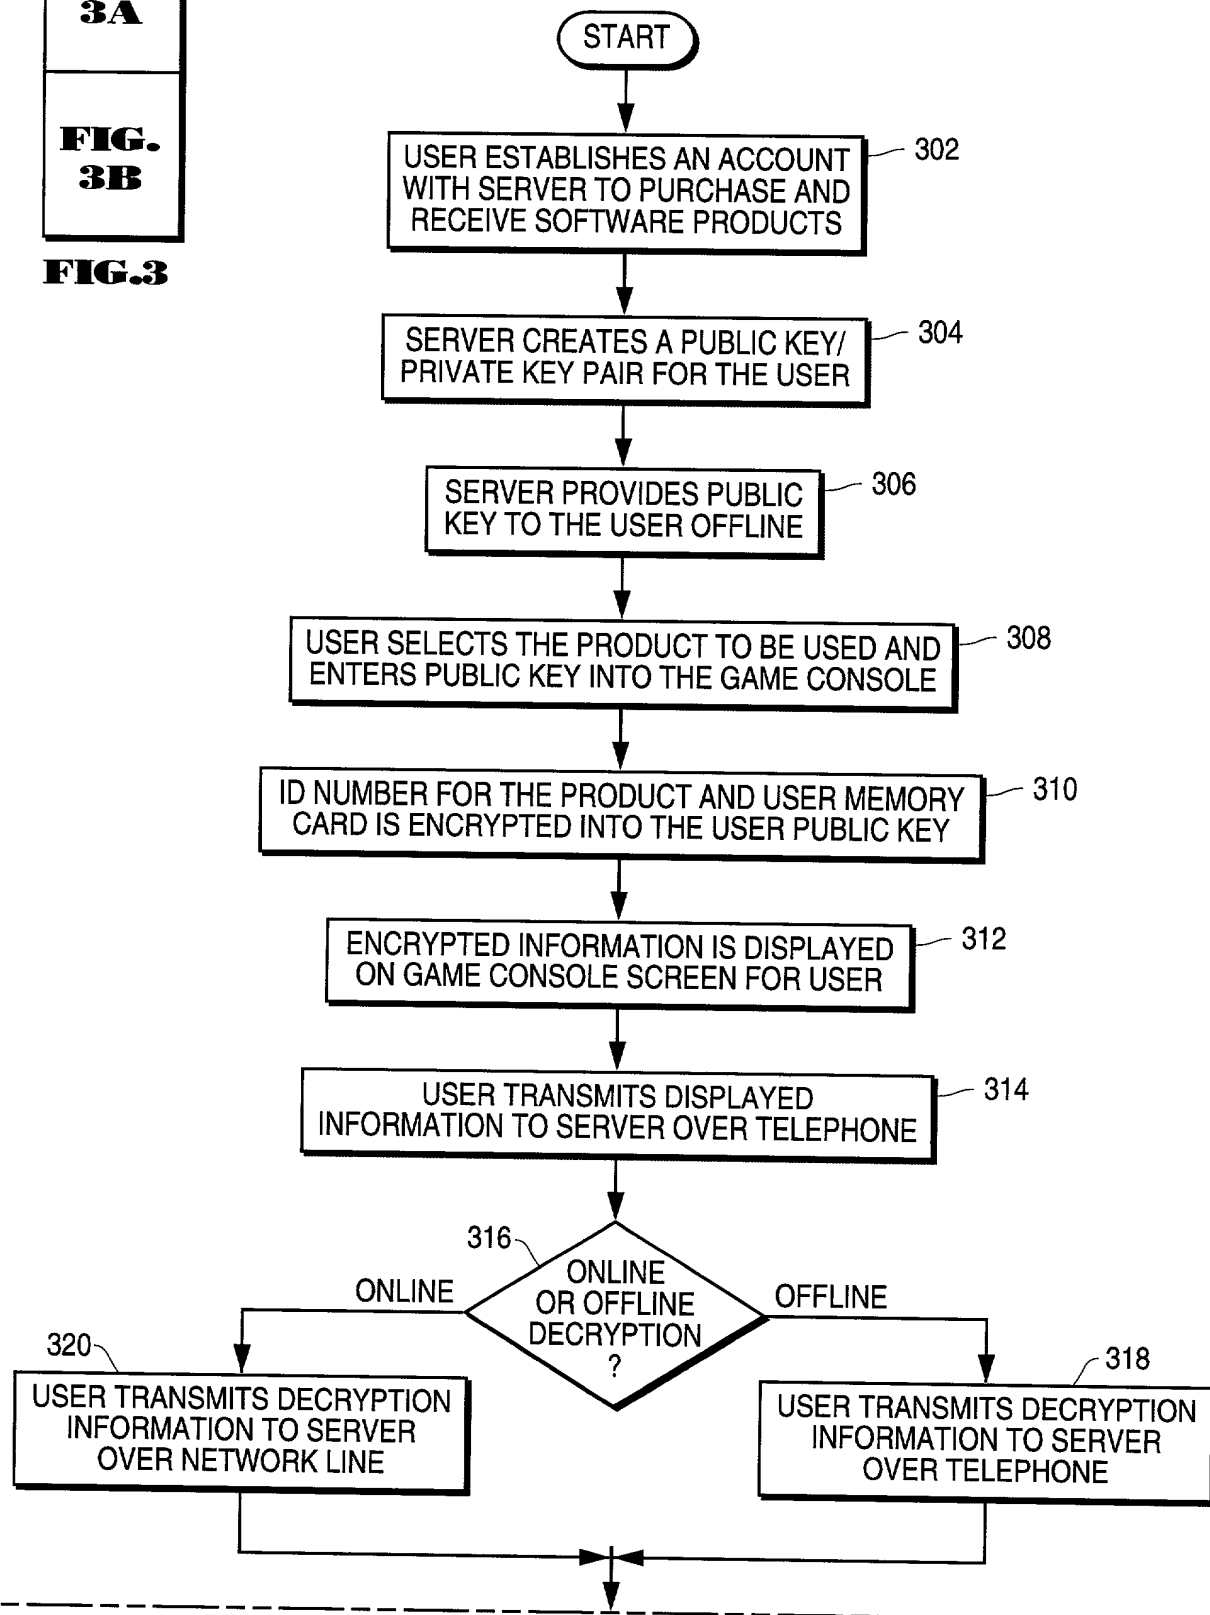 3A
FIG.
3B
FIG.3
START
302
USER ESTABLISHES AN ACCOUNT
WITH SERVER TO PURCHASE AND
RECEIVE SOFTWARE PRODUCTS
304
SERVER CREATES A PUBLIC KEY/
PRIVATE KEY PAIR FOR THE USER
306
SERVER PROVIDES PUBLIC
KEY TO THE USER OFFLINE
308
USER SELECTS THE PRODUCT TO BE USED AND
ENTERS PUBLIC KEY INTO THE GAME CONSOLE
310
ID NUMBER FOR THE PRODUCT AND USER MEMORY
CARD IS ENCRYPTED INTO THE USER PUBLIC KEY
312
ENCRYPTED INFORMATION IS DISPLAYED
ON GAME CONSOLE SCREEN FOR USER
314
USER TRANSMITS DISPLAYED
INFORMATION TO SERVER OVER TELEPHONE
316
ONLINE
OR OFFLINE
DECRYPTION
?
ONLINE
OFFLINE
320
USER TRANSMITS DECRYPTION
INFORMATION TO SERVER
OVER NETWORK LINE
318
USER TRANSMITS DECRYPTION
INFORMATION TO SERVER
OVER TELEPHONE